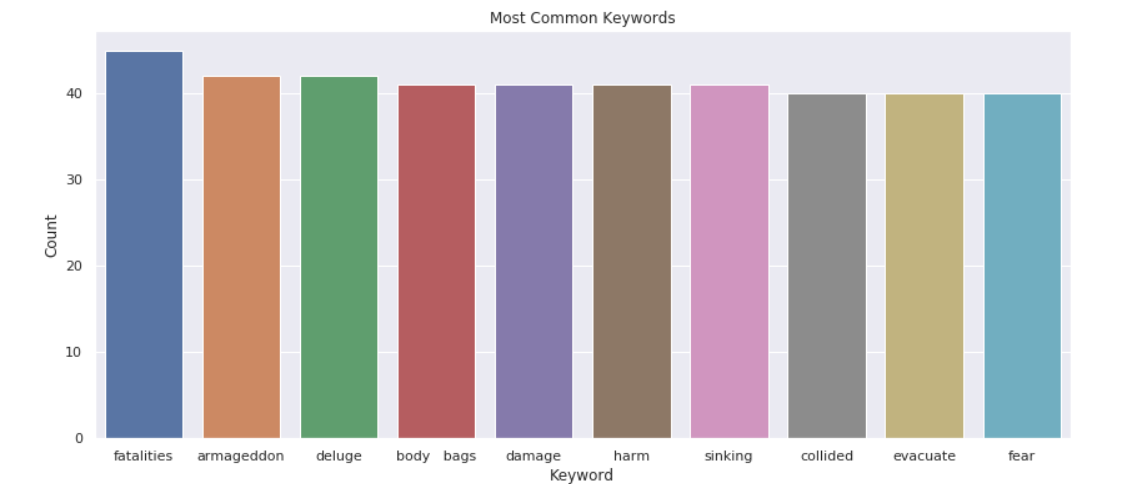 Most Common Keywords
Count
40
30
20
10
0
fatalities armageddon deluge body bags damage harm sinking collided evacuate fear
Keyword